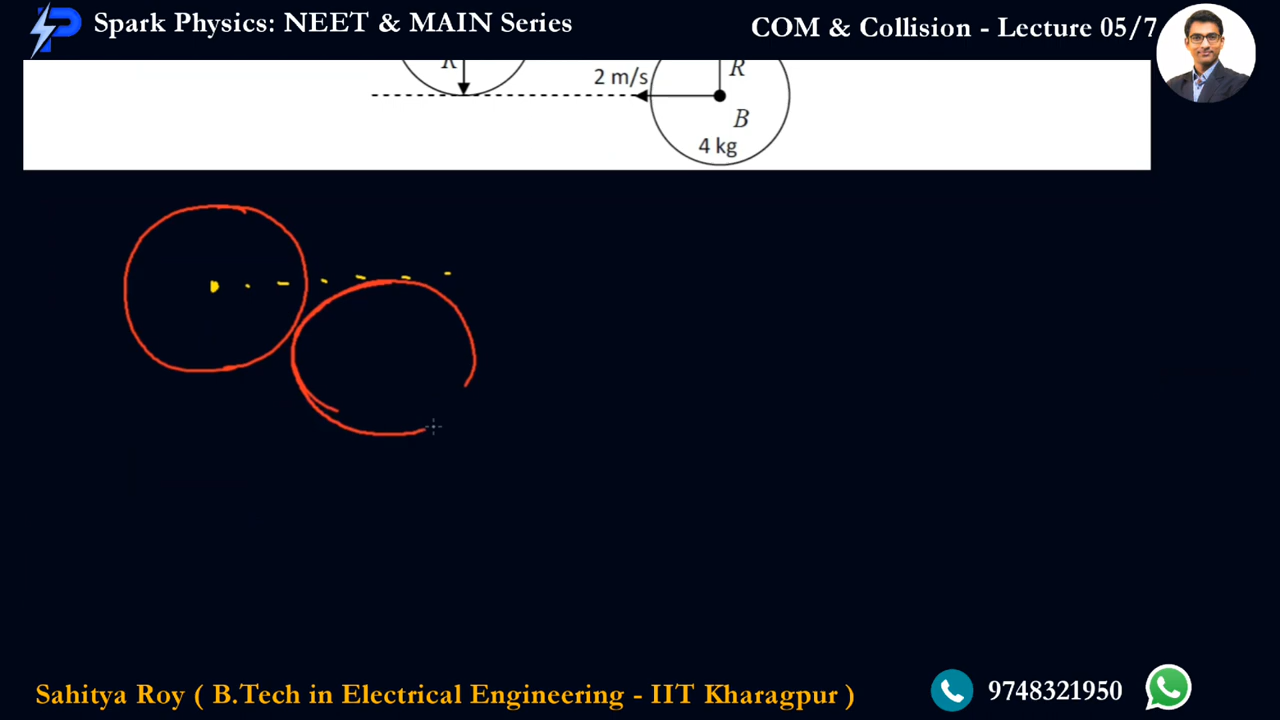 Spark Physics: NEET & MAIN Series
COM & Collision - Lecture 05/7
R
2 m/s
R
B
4 kg
Sahitya Roy ( B.Tech in Electrical Engineering - IIT Kharagpur )
9748321950